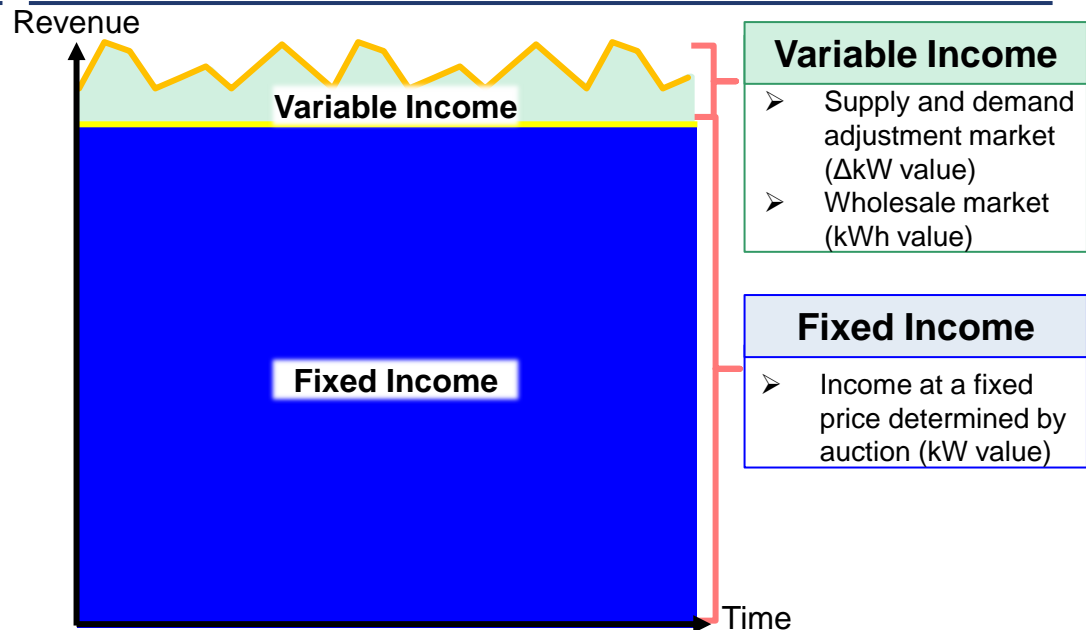 Revenue
Variable Income
Fixed Income
Time
Variable Income
➢ Supply and demand
adjustment market
(ΔkW value)
➢ Wholesale market
(kWh value)
Fixed Income
➢ Income at a fixed
price determined by
auction (kW value)